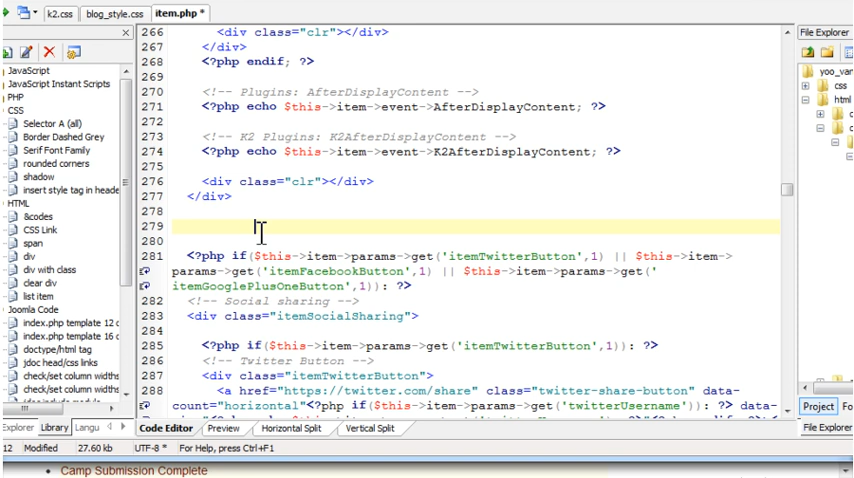 k2.css blog_style.css item.php *
JavaScript
JavaScript Instant Scripts
PHP
CSS
Selector A (all)
Border Dashed Grey
Serif Font Family
rounded corners
shadow
insert style tag in heade
HTML
&codes
CSS Link
span
div
div with class
clear div
list item
Joomla Code
index.php template 12
index.php template 16
doctype/html tag
jdoc head/css links
check/set column widths
check/set column widths
Explorer Library Langu
266 <div class="clr"></div>
267 </div>
268 <?php endif; ?>
269
270 <!-- Plugins: AfterDisplayContent -->
271 <?php echo $this->item->event->AfterDisplayContent; ?>
272
273 <!-- K2 Plugins: K2AfterDisplayContent -->
274 <?php echo $this->item->event->K2AfterDisplayContent; ?>
275
276 <div class="clr"></div>
277 </div>
278
279
280
281 <?php if($this->item->params->get('itemTwitterButton',1) || $this->item->
params->get('itemFacebookButton',1) || $this->item->params->get('
itemGooglePlusOneButton',1)): ?>
282 <!-- Social sharing -->
283 <div class="itemSocialSharing">
284
285 <?php if($this->item->params->get('itemTwitterButton',1)): ?>
286 <!-- Twitter Button -->
287 <div class="itemTwitterButton">
288 <a href="https://twitter.com/share" class="twitter-share-button" data-
count="horizontal"<?php if($this->item->params->get('twitterUsername')): ?> data-
Code Editor Preview Horizontal Split Vertical Split
File Explorer
yoo_van
css
html
Project Fo
File Explorer
12 Modified 27.60 kb UTF-8 * For Help, press Ctrl+F1
Camp Submission Complete